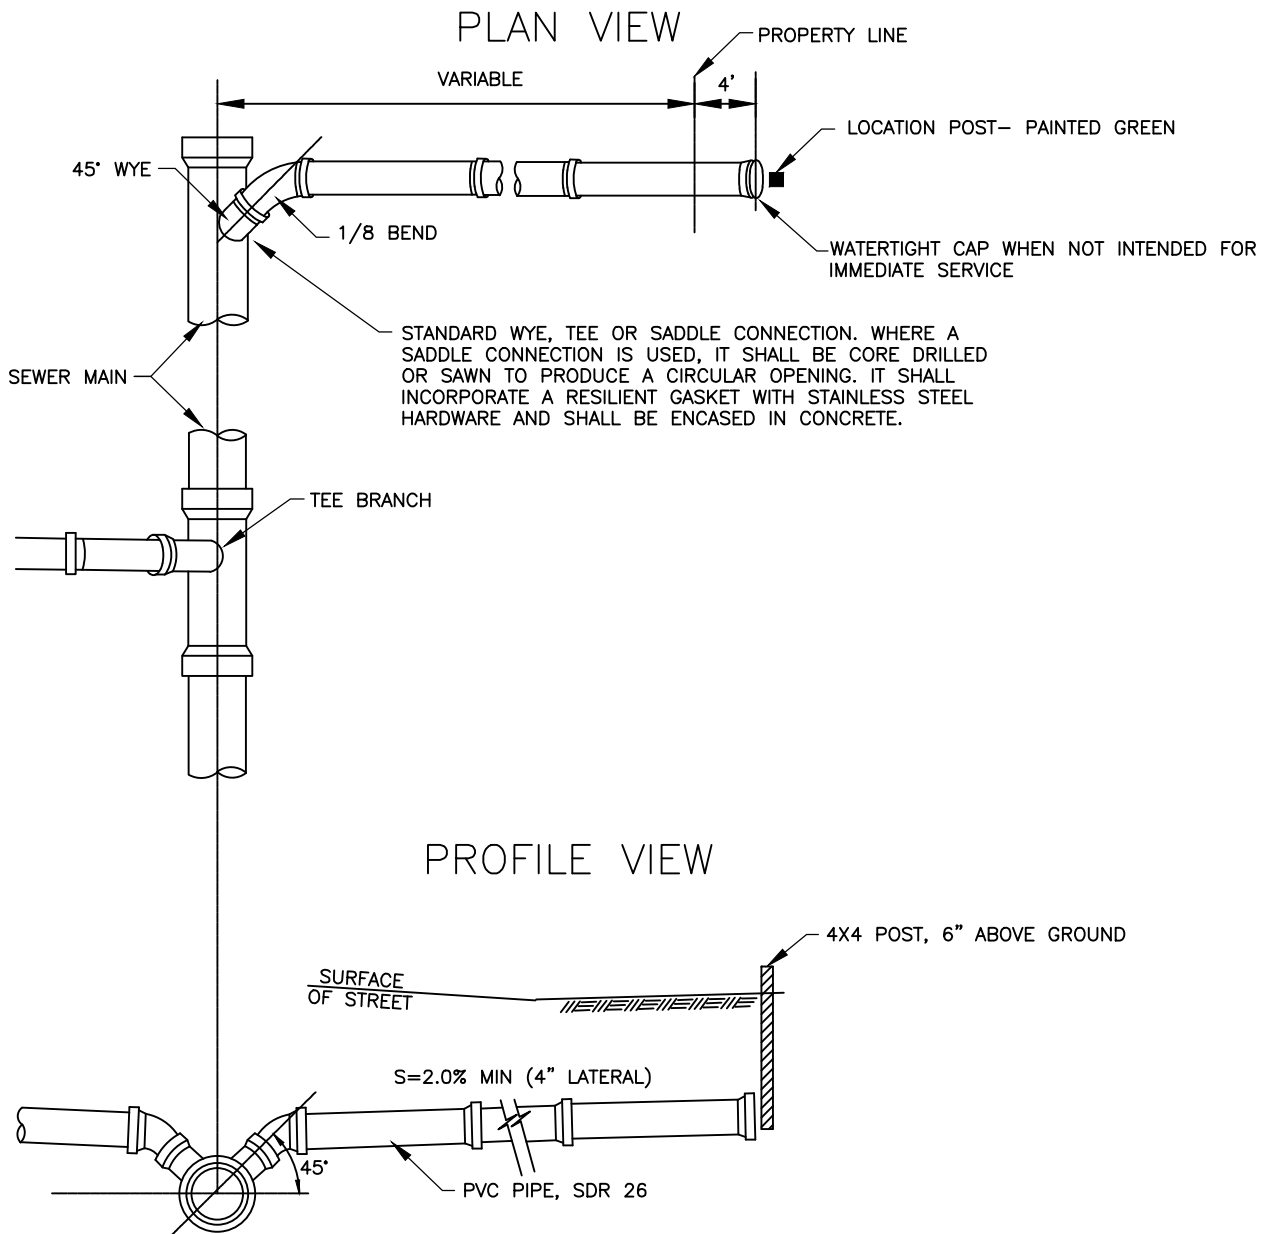 PLAN VIEW
PROPERTY LINE
VARIABLE
4'
LOCATION POST- PAINTED GREEN
45° WYE
1/8 BEND
WATERTIGHT CAP WHEN NOT INTENDED FOR
IMMEDIATE SERVICE
STANDARD WYE, TEE OR SADDLE CONNECTION. WHERE A
SADDLE CONNECTION IS USED, IT SHALL BE CORE DRILLED
OR SAWN TO PRODUCE A CIRCULAR OPENING. IT SHALL
INCORPORATE A RESILIENT GASKET WITH STAINLESS STEEL
HARDWARE AND SHALL BE ENCASED IN CONCRETE.
SEWER MAIN
TEE BRANCH
PROFILE VIEW
4X4 POST, 6" ABOVE GROUND
SURFACE
OF STREET
S=2.0% MIN (4" LATERAL)
45°
PVC PIPE, SDR 26